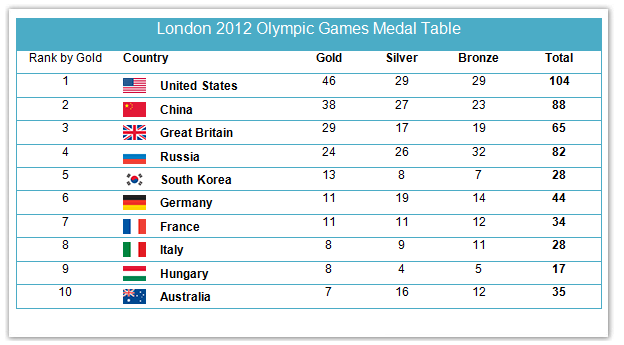 London 2012 Olympic Games Medal Table
Rank by Gold Country Gold Silver Bronze Total
1 United States 46 29 29 104
2 China 38 27 23 88
3 Great Britain 29 17 19 65
4 Russia 24 26 32 82
5 South Korea 13 8 7 28
6 Germany 11 19 14 44
7 France 11 11 12 34
8 Italy 8 9 11 28
9 Hungary 8 4 5 17
10 Australia 7 16 12 35